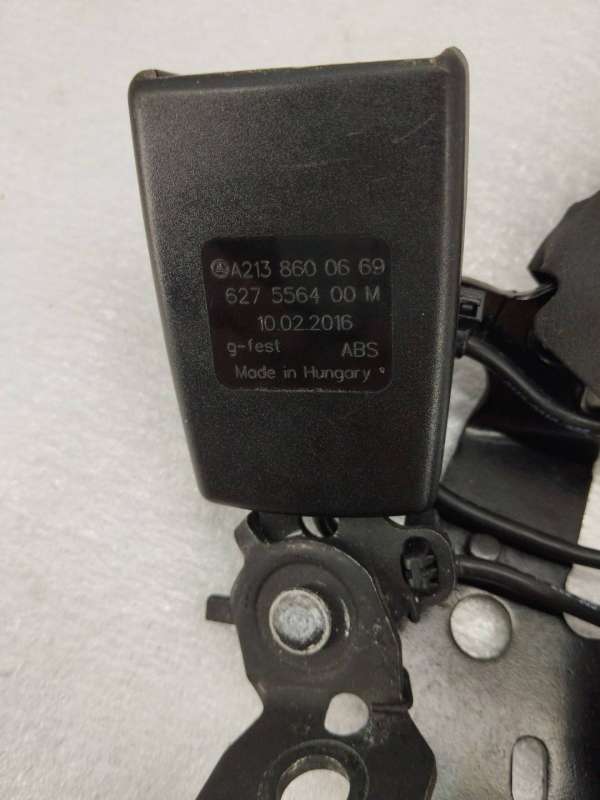 A213 860 06 69
627 5564 00 M
10.02.2016
g-fest ABS
Made in Hungary